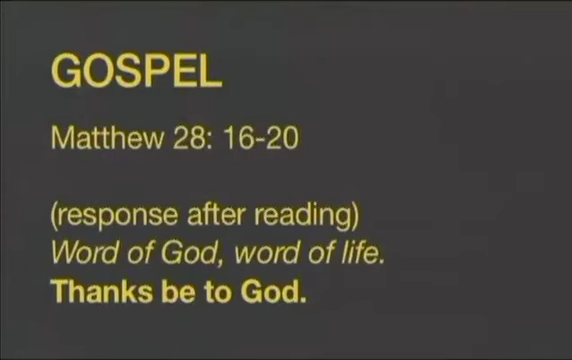 GOSPEL
Matthew 28: 16-20
(response after reading)
Word of God, word of life.
Thanks be to God.